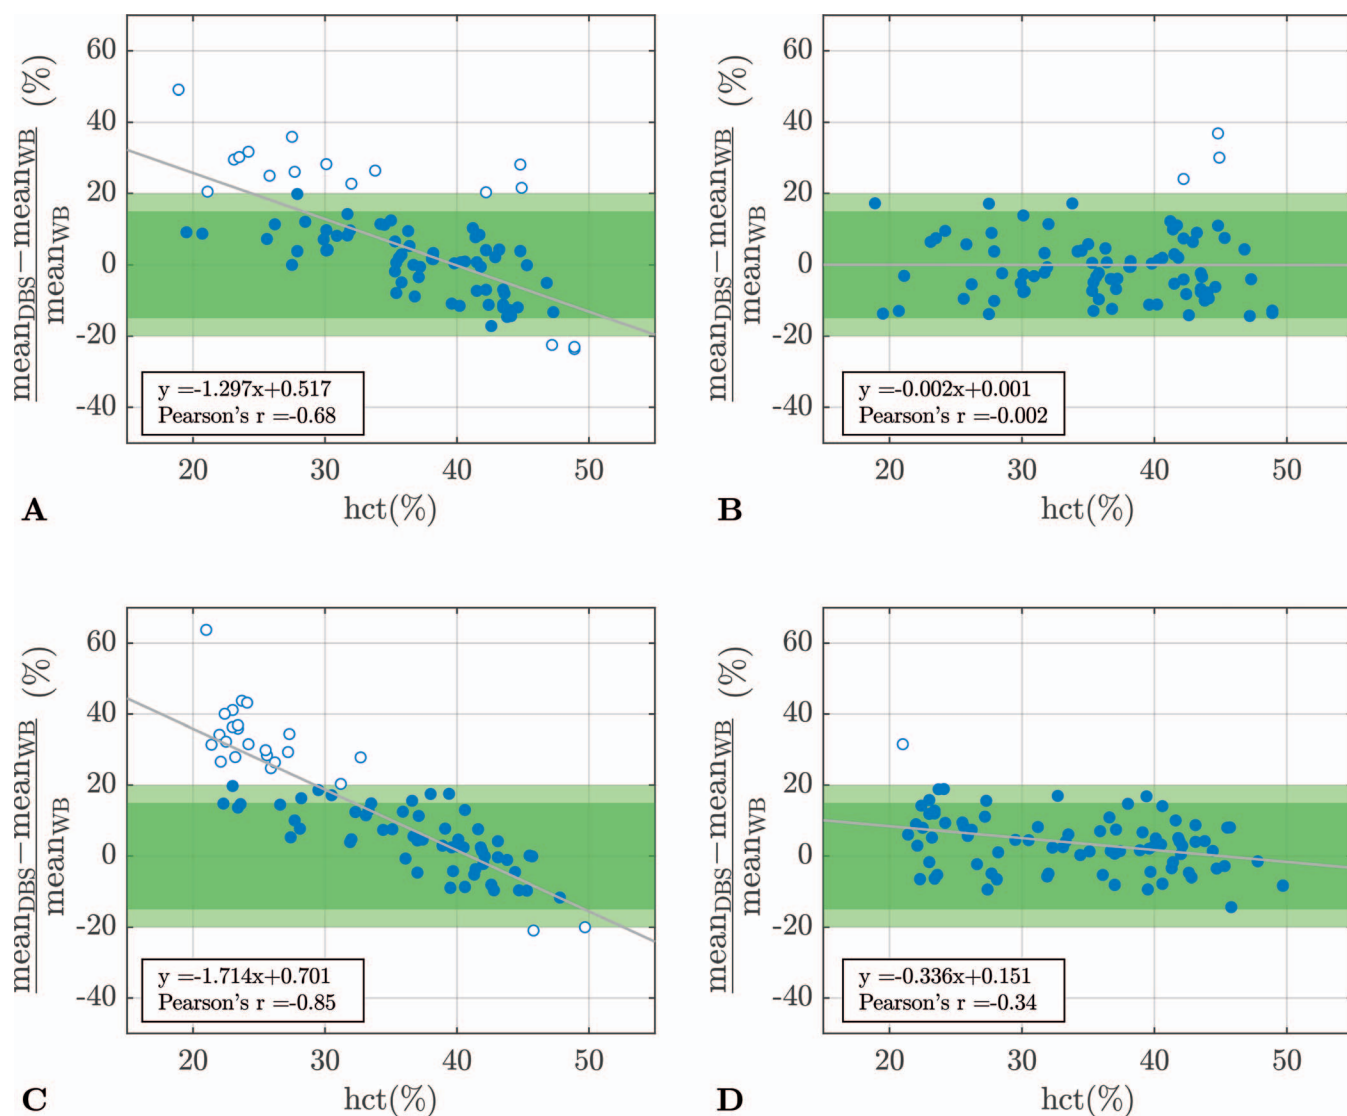 mean_DBS−mean_WB (%)
mean_WB
60
40
20
0
-20
-40
y =-1.297x+0.517
Pearson's r =-0.68
20 30 40 50
A hct(%)
mean_DBS−mean_WB (%)
mean_WB
60
40
20
0
-20
-40
y =-0.002x+0.001
Pearson's r =-0.002
20 30 40 50
B hct(%)
mean_DBS−mean_WB (%)
mean_WB
60
40
20
0
-20
-40
y =-1.714x+0.701
Pearson's r =-0.85
20 30 40 50
C hct(%)
mean_DBS−mean_WB (%)
mean_WB
60
40
20
0
-20
-40
y =-0.336x+0.151
Pearson's r =-0.34
20 30 40 50
D hct(%)